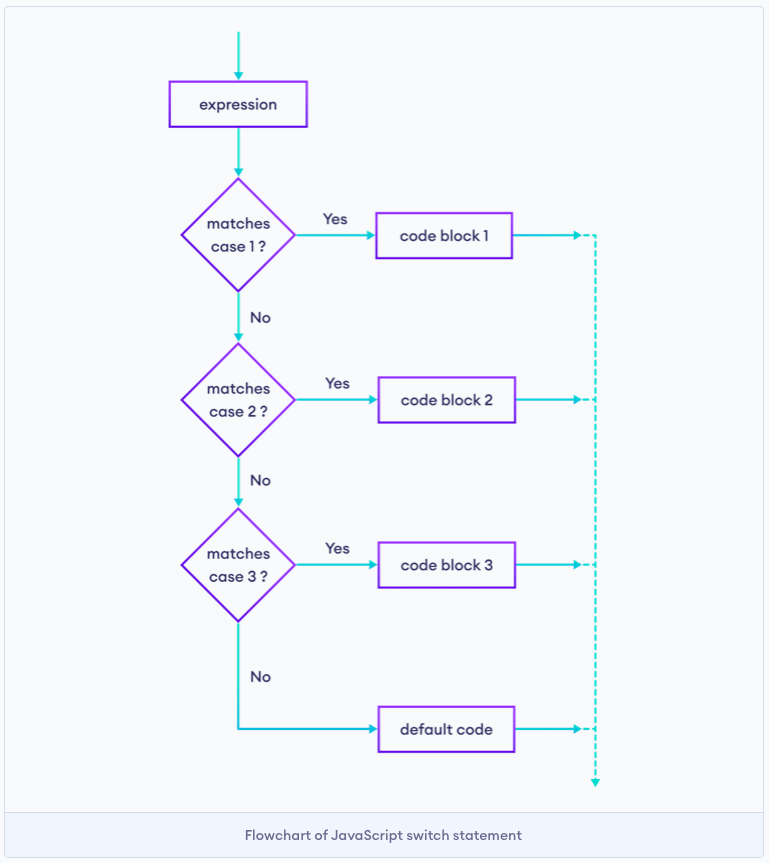 expression
matches
case 1 ?
Yes
code block 1
No
matches
case 2 ?
Yes
code block 2
No
matches
case 3 ?
Yes
code block 3
No
default code
Flowchart of JavaScript switch statement